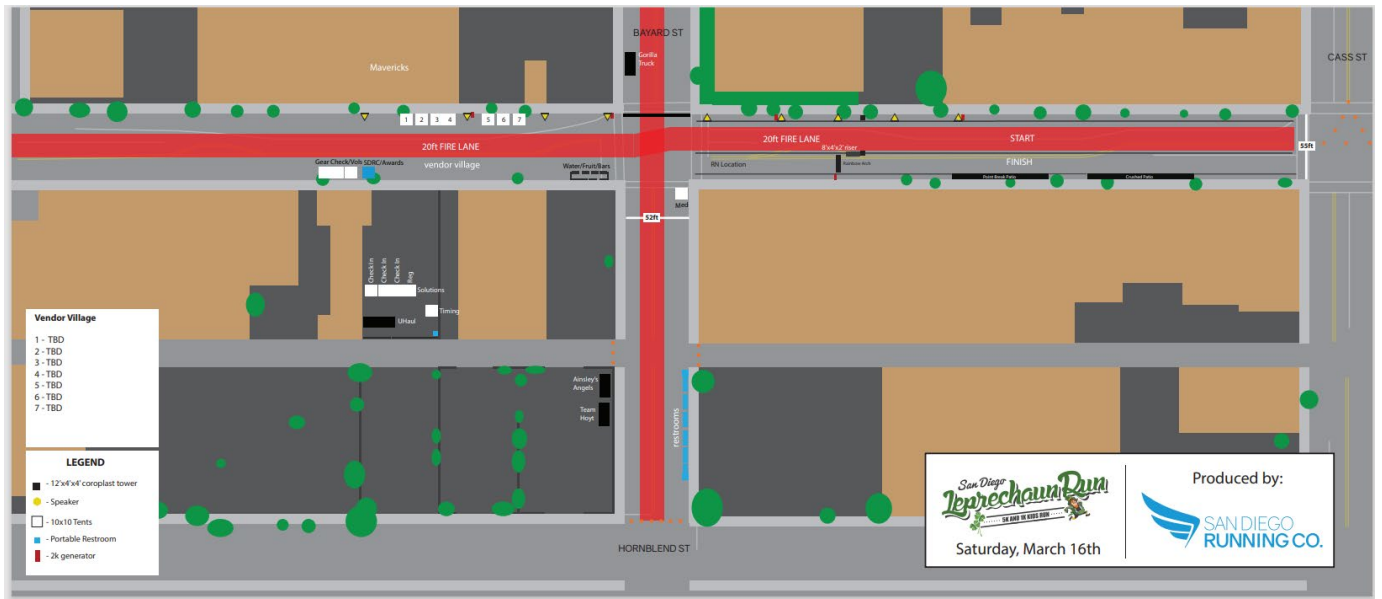 BAYARD ST
Gorilla
Truck
CASS ST
Mavericks
1 2 3 4 5 6 7
20ft FIRE LANE
20ft FIRE LANE
START
8'x4'x2' riser
55ft
Gear Check/Vols
SDRC/Awards
vendor village
Water/Fruit/Bars
RN Location
FINISH
Point Break Patio
Crushed Patio
Med
52ft
Check In
Check In
Check In
Reg
Solutions
Timing
UHaul
Vendor Village
1 - TBD
2 - TBD
3 - TBD
4 - TBD
5 - TBD
6 - TBD
7 - TBD
Ainsley's
Angels
Team
Hoyt
restrooms
LEGEND
- 12'x4'x4' coroplast tower
- Speaker
- 10x10 Tents
- Portable Restroom
- 2k generator
HORNBLEND ST
San Diego
Leprechaun Run
5K AND 1K KIDS RUN
Saturday, March 16th
Produced by:
SAN DIEGO
RUNNING CO.